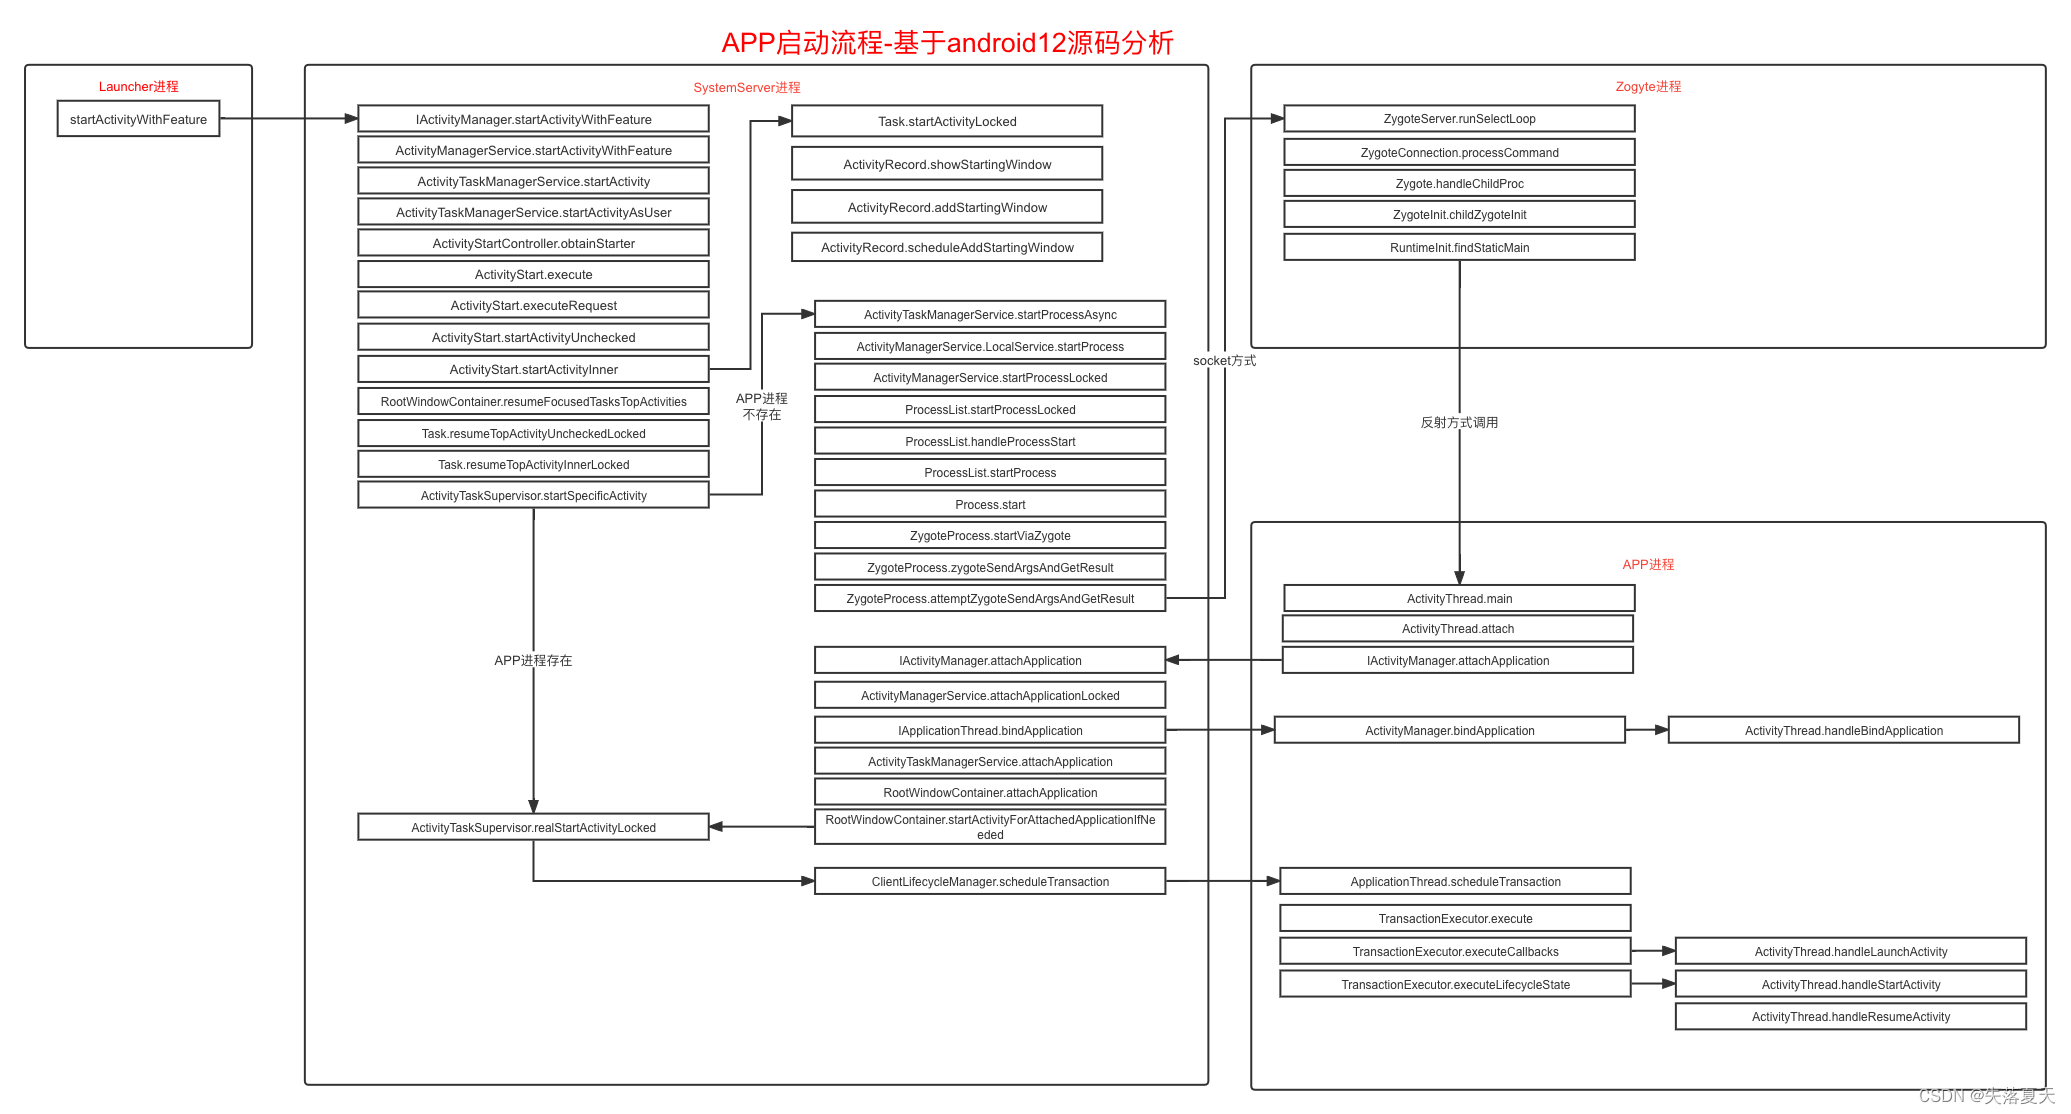 APP启动流程-基于android12源码分析
Launcher进程
startActivityWithFeature
SystemServer进程
IActivityManager.startActivityWithFeature
ActivityManagerService.startActivityWithFeature
ActivityTaskManagerService.startActivity
ActivityTaskManagerService.startActivityAsUser
ActivityStartController.obtainStarter
ActivityStart.execute
ActivityStart.executeRequest
ActivityStart.startActivityUnchecked
ActivityStart.startActivityInner
RootWindowContainer.resumeFocusedTasksTopActivities
Task.resumeTopActivityUncheckedLocked
Task.resumeTopActivityInnerLocked
ActivityTaskSupervisor.startSpecificActivity
APP进程存在
ActivityTaskSupervisor.realStartActivityLocked
Task.startActivityLocked
ActivityRecord.showStartingWindow
ActivityRecord.addStartingWindow
ActivityRecord.scheduleAddStartingWindow
APP进程
不存在
ActivityTaskManagerService.startProcessAsync
ActivityManagerService.LocalService.startProcess
ActivityManagerService.startProcessLocked
ProcessList.startProcessLocked
ProcessList.handleProcessStart
ProcessList.startProcess
Process.start
ZygoteProcess.startViaZygote
ZygoteProcess.zygoteSendArgsAndGetResult
ZygoteProcess.attemptZygoteSendArgsAndGetResult
IActivityManager.attachApplication
ActivityManagerService.attachApplicationLocked
IApplicationThread.bindApplication
ActivityTaskManagerService.attachApplication
RootWindowContainer.attachApplication
RootWindowContainer.startActivityForAttachedApplicationIfNe
eded
ClientLifecycleManager.scheduleTransaction
socket方式
Zogyte进程
ZygoteServer.runSelectLoop
ZygoteConnection.processCommand
Zygote.handleChildProc
ZygoteInit.childZygoteInit
RuntimeInit.findStaticMain
反射方式调用
APP进程
ActivityThread.main
ActivityThread.attach
IActivityManager.attachApplication
ActivityManager.bindApplication
ActivityThread.handleBindApplication
ApplicationThread.scheduleTransaction
TransactionExecutor.execute
TransactionExecutor.executeCallbacks
ActivityThread.handleLaunchActivity
TransactionExecutor.executeLifecycleState
ActivityThread.handleStartActivity
ActivityThread.handleResumeActivity
CSDN @失落夏天